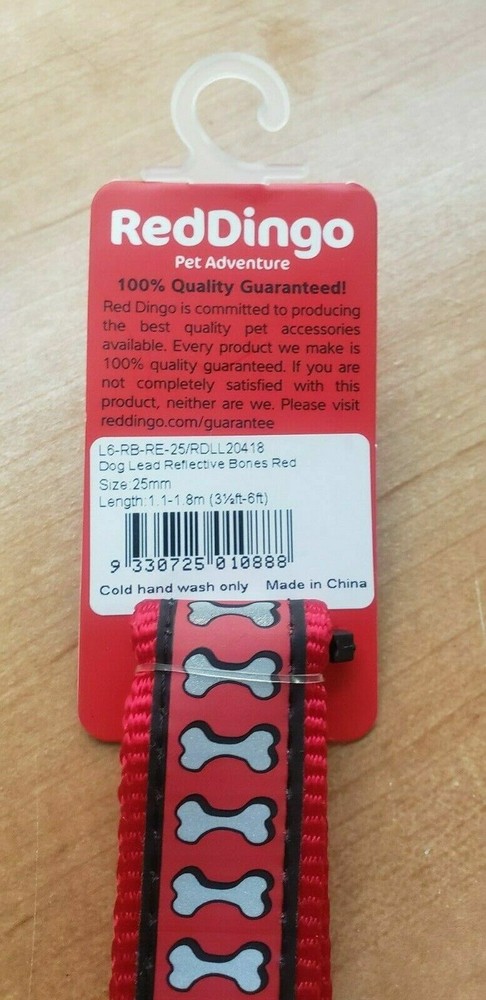 RedDingo
Pet Adventure
100% Quality Guaranteed!
Red Dingo is committed to producing
the best quality pet accessories
available. Every product we make is
100% quality guaranteed. If you are
not completely satisfied with this
product, neither are we. Please visit
reddingo.com/guarantee
L6-RB-RE-25/RDLL20418
Dog Lead Reflective Bones Red
Size:25mm
Length:1.1-1.8m (3½ft-6ft)
9 330725 010888
Cold hand wash only Made in China